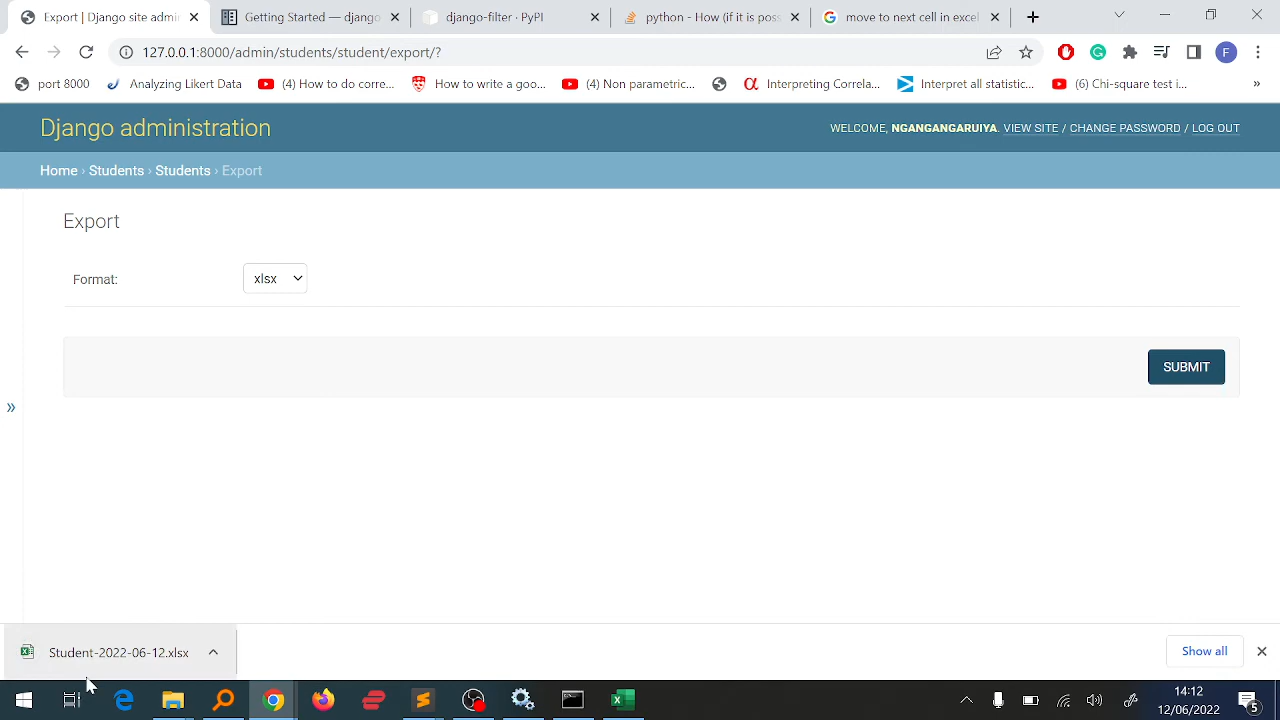 Export | Django site admin
Getting Started — django
django-filter · PyPI
python - How (if it is poss
move to next cell in excel
127.0.0.1:8000/admin/students/student/export/?
F
port 8000
Analyzing Likert Data
(4) How to do cre...
How to write a goo...
(4) Non parametric...
Interpreting Correla...
Interpret all statistic...
(6) Chi-square test i...
»
Django administration
WELCOME, NGANGANGARUIYA. VIEW SITE / CHANGE PASSWORD / LOG OUT
Home › Students › Students › Export
Export
Format:
xlsx
SUBMIT
»
Student-2022-06-12.xlsx
Show all
14:12
12/06/2022
5